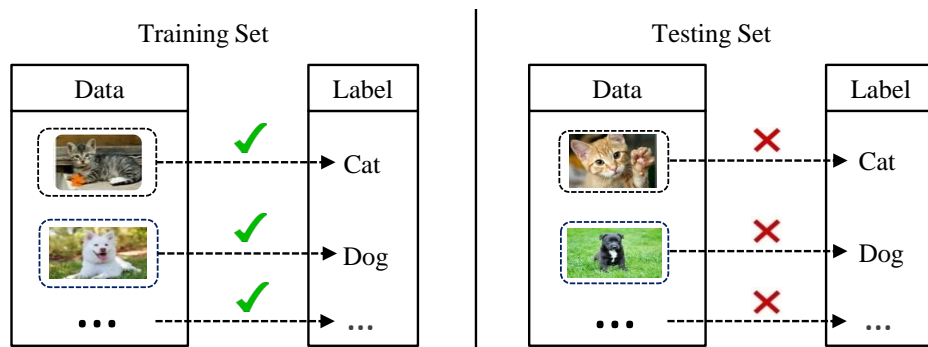 Training Set
Data
Label
Cat
Dog
...
...
Testing Set
Data
Label
Cat
Dog
...
...